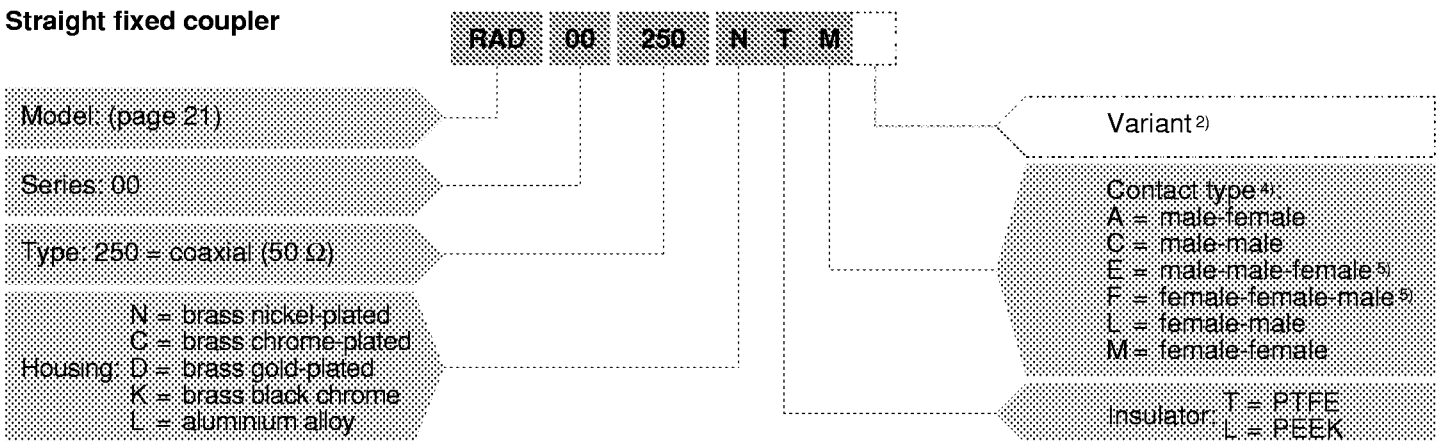 Straight fixed coupler
RAD 00 250 N T M
Model: (page 21)
Series: 00
Type: 250 = coaxial (50 Ω)
Housing:
N = brass nickel-plated
C = brass chrome-plated
D = brass gold-plated
K = brass black chrome
L = aluminium alloy
Variant 2)
Contact type 4):
A = male-female
C = male-male
E = male-male-female 5)
F = female-female-male 5)
L = female-male
M = female-female
Insulator:
T = PTFE
L = PEEK